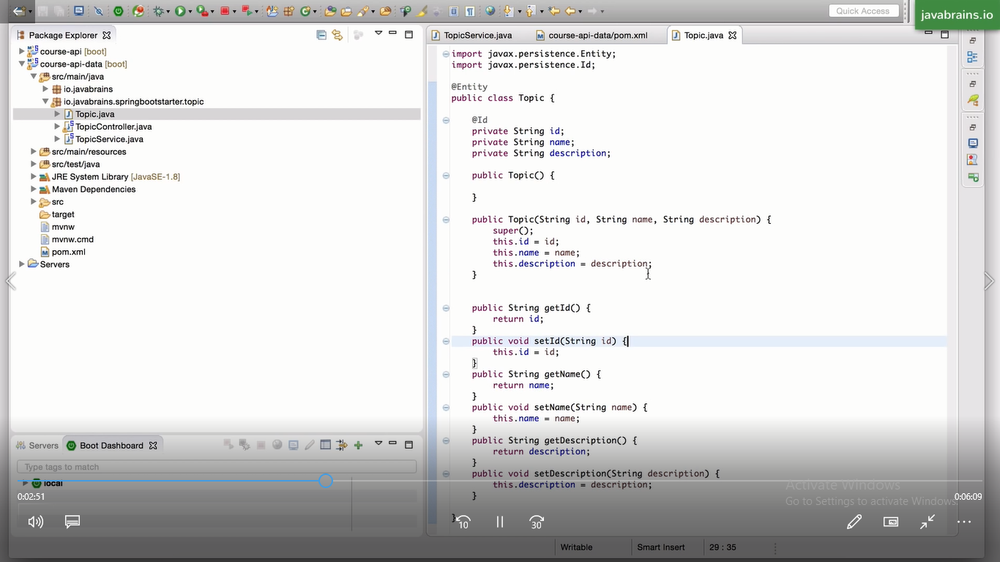 Quick Access
javabrains.io
Package Explorer
course-api [boot]
course-api-data [boot]
src/main/java
io.javabrains
io.javabrains.springbootstarter.topic
Topic.java
TopicController.java
TopicService.java
src/main/resources
src/test/java
JRE System Library [JavaSE-1.8]
Maven Dependencies
src
target
mvnw
mvnw.cmd
pom.xml
Servers
TopicService.java
course-api-data/pom.xml
Topic.java
import javax.persistence.Entity;
import javax.persistence.Id;
@Entity
public class Topic {
@Id
private String id;
private String name;
private String description;
public Topic() {
}
public Topic(String id, String name, String description) {
super();
this.id = id;
this.name = name;
this.description = description;
}
public String getId() {
return id;
}
public void setId(String id) {
this.id = id;
}
public String getName() {
return name;
}
public void setName(String name) {
this.name = name;
}
public String getDescription() {
return description;
}
public void setDescription(String description) {
this.description = description;
}
}
Servers
Boot Dashboard
Type tags to match
local
Activate Windows
Go to Settings to activate Windows.
0:02:51
0:06:09
10
30
Writable
Smart Insert
29 : 35